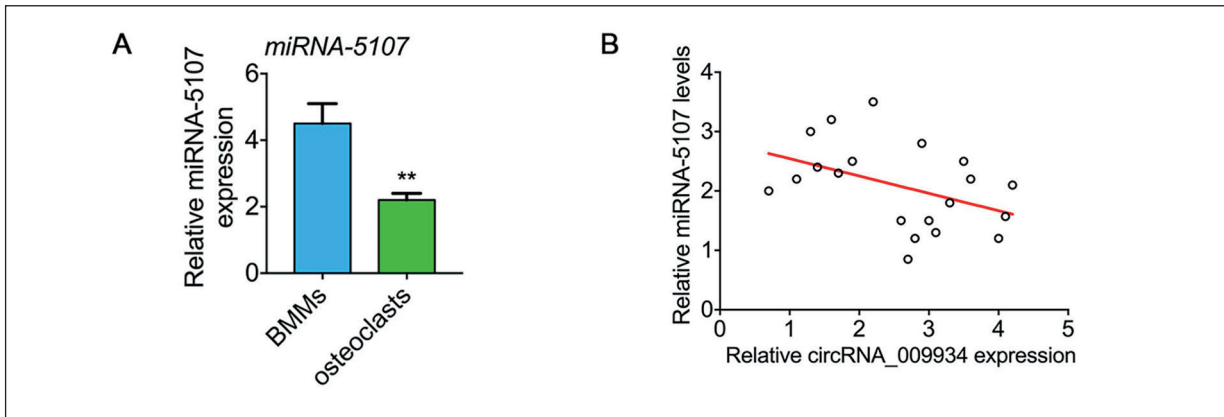 A
miRNA-5107
Relative miRNA-5107
expression
6
4
2
0
**
BMMs
osteoclasts
B
Relative miRNA-5107 levels
4
3
2
1
0
0 1 2 3 4 5
Relative circRNA_009934 expression